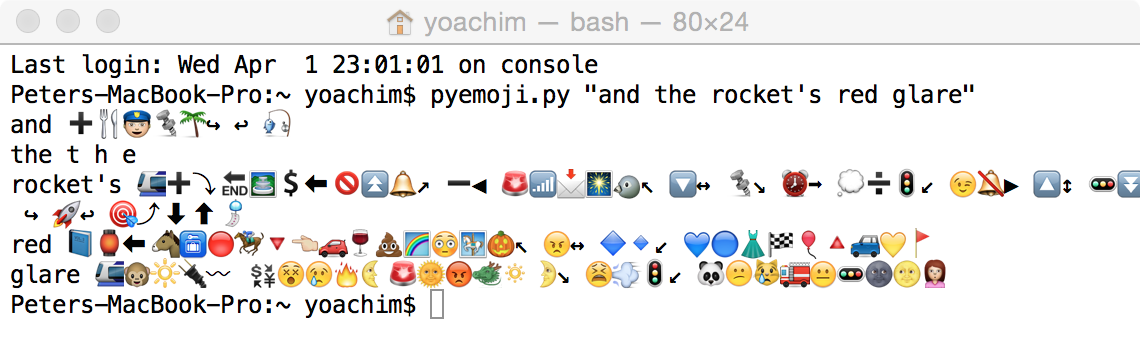 🏠 yoachim — bash — 80×24
Last login: Wed Apr  1 23:01:01 on console
Peters-MacBook-Pro:~ yoachim$ pyemoji.py "and the rocket's red glare"
and ➕🍴👮🔩🌴↪ ↩ 🎣
the t h e
rocket's 🚅➕⤵🔚⛲💲⬅🚫⏫🔔↗ ➖◀ 🚨📶📩🎆🐦↖ 🔽↔ 🔩↘ ⏰➡ 💭➗🚦↙ 😉🔕▶ 🔼↕ 🚥⏬
↪ 🚀↩ 🎯⤴⬇⬆🎐
red 📘🏮⬅🐴🛄🔴🏇🔻👈🚗🍷💩🌈😳🎠🎃↖ 😠↔ 🔷🔹↙ 💙🔵👗🏁🎈🔺🚙💛🚩
glare 🚅🐵🔆🔌〰 💱😵😢🔥🌛🚨🌞😡🐲🔅 🌜↘ 😫💨🚦↙ 🐼😕😿🚒😐🚥🌚🌝💁
Peters-MacBook-Pro:~ yoachim$